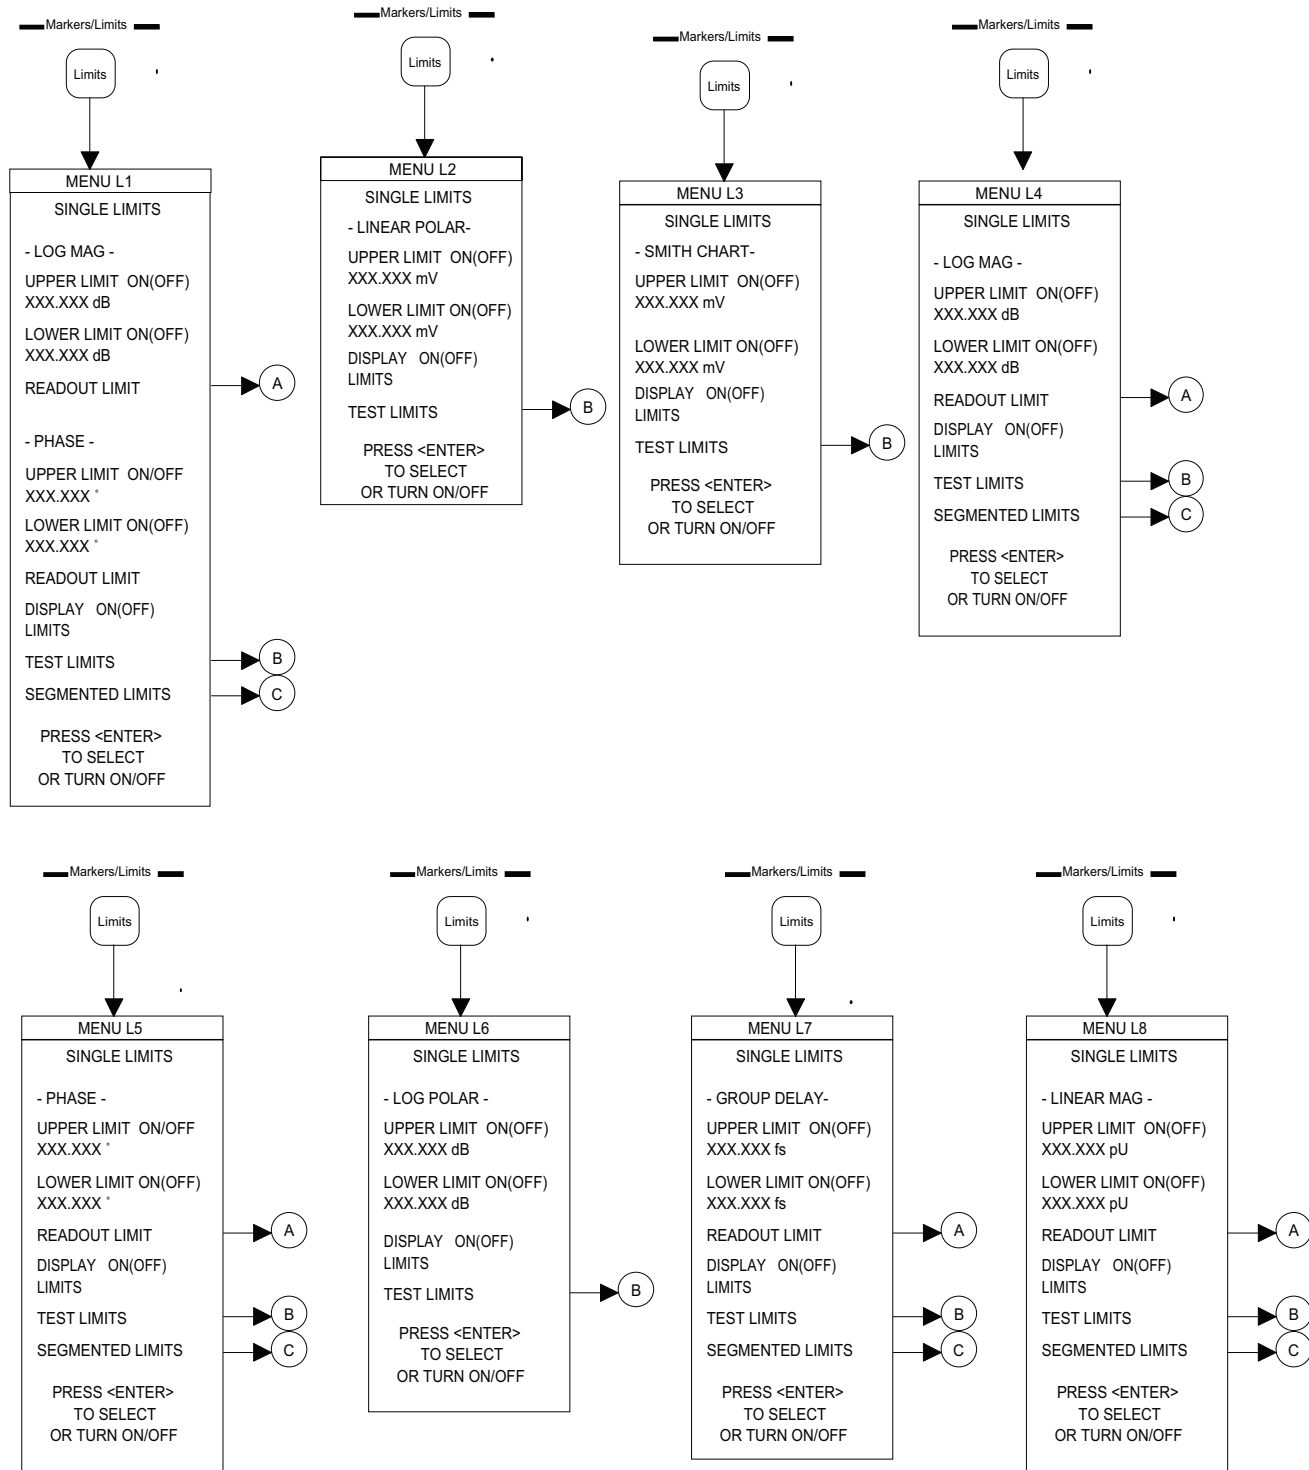 Markers/Limits
Limits
MENU L1
SINGLE LIMITS
- LOG MAG -
UPPER LIMIT ON(OFF)
XXX.XXX dB
LOWER LIMIT ON(OFF)
XXX.XXX dB
READOUT LIMIT
A
- PHASE -
UPPER LIMIT ON/OFF
XXX.XXX °
LOWER LIMIT ON(OFF)
XXX.XXX °
READOUT LIMIT
DISPLAY ON(OFF)
LIMITS
TEST LIMITS
B
SEGMENTED LIMITS
C
PRESS <ENTER>
TO SELECT
OR TURN ON/OFF
Markers/Limits
Limits
MENU L2
SINGLE LIMITS
- LINEAR POLAR-
UPPER LIMIT ON(OFF)
XXX.XXX mV
LOWER LIMIT ON(OFF)
XXX.XXX mV
DISPLAY ON(OFF)
LIMITS
TEST LIMITS
B
PRESS <ENTER>
TO SELECT
OR TURN ON/OFF
Markers/Limits
Limits
MENU L3
SINGLE LIMITS
- SMITH CHART-
UPPER LIMIT ON(OFF)
XXX.XXX mV
LOWER LIMIT ON(OFF)
XXX.XXX mV
DISPLAY ON(OFF)
LIMITS
TEST LIMITS
B
PRESS <ENTER>
TO SELECT
OR TURN ON/OFF
Markers/Limits
Limits
MENU L4
SINGLE LIMITS
- LOG MAG -
UPPER LIMIT ON(OFF)
XXX.XXX dB
LOWER LIMIT ON(OFF)
XXX.XXX dB
READOUT LIMIT
A
DISPLAY ON(OFF)
LIMITS
TEST LIMITS
B
SEGMENTED LIMITS
C
PRESS <ENTER>
TO SELECT
OR TURN ON/OFF
Markers/Limits
Limits
MENU L5
SINGLE LIMITS
- PHASE -
UPPER LIMIT ON/OFF
XXX.XXX °
LOWER LIMIT ON(OFF)
XXX.XXX °
READOUT LIMIT
A
DISPLAY ON(OFF)
LIMITS
TEST LIMITS
B
SEGMENTED LIMITS
C
PRESS <ENTER>
TO SELECT
OR TURN ON/OFF
Markers/Limits
Limits
MENU L6
SINGLE LIMITS
- LOG POLAR -
UPPER LIMIT ON(OFF)
XXX.XXX dB
LOWER LIMIT ON(OFF)
XXX.XXX dB
DISPLAY ON(OFF)
LIMITS
TEST LIMITS
B
PRESS <ENTER>
TO SELECT
OR TURN ON/OFF
Markers/Limits
Limits
MENU L7
SINGLE LIMITS
- GROUP DELAY-
UPPER LIMIT ON(OFF)
XXX.XXX fs
LOWER LIMIT ON(OFF)
XXX.XXX fs
READOUT LIMIT
A
DISPLAY ON(OFF)
LIMITS
TEST LIMITS
B
SEGMENTED LIMITS
C
PRESS <ENTER>
TO SELECT
OR TURN ON/OFF
Markers/Limits
Limits
MENU L8
SINGLE LIMITS
- LINEAR MAG -
UPPER LIMIT ON(OFF)
XXX.XXX pU
LOWER LIMIT ON(OFF)
XXX.XXX pU
READOUT LIMIT
A
DISPLAY ON(OFF)
LIMITS
TEST LIMITS
B
SEGMENTED LIMITS
C
PRESS <ENTER>
TO SELECT
OR TURN ON/OFF